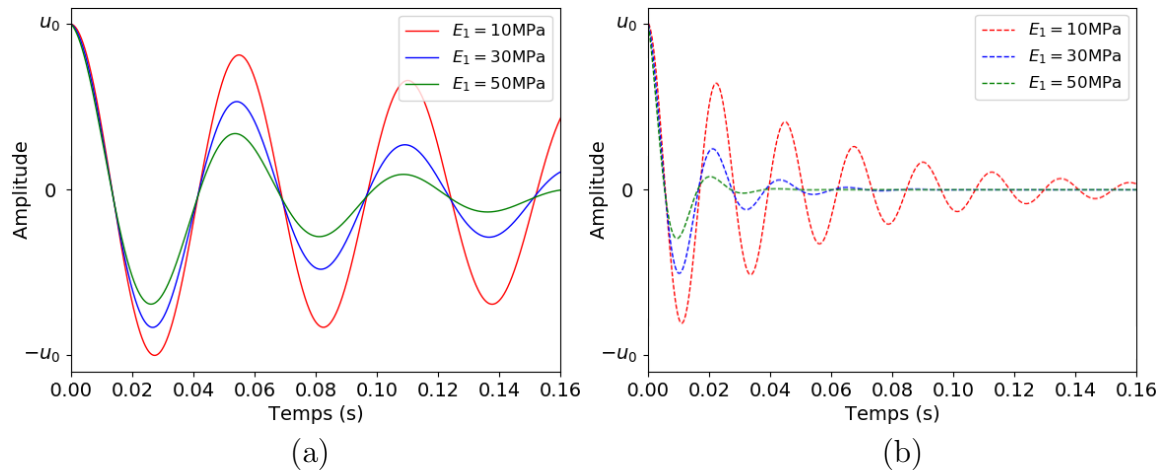 u₀
0
−u₀
Amplitude
E₁ = 10MPa
E₁ = 30MPa
E₁ = 50MPa
0.00 0.02 0.04 0.06 0.08 0.10 0.12 0.14 0.16
Temps (s)
(a)
u₀
0
−u₀
Amplitude
E₁ = 10MPa
E₁ = 30MPa
E₁ = 50MPa
0.00 0.02 0.04 0.06 0.08 0.10 0.12 0.14 0.16
Temps (s)
(b)